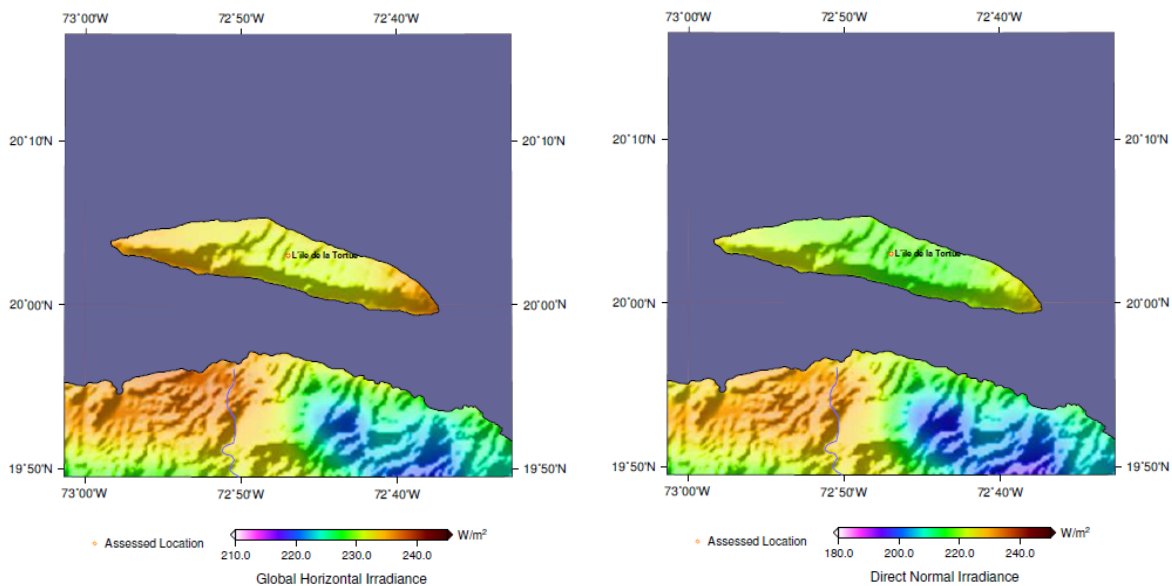 73˚00'W 72˚50'W 72˚40'W
20˚10'N 20˚10'N
L'île de la Tortue
20˚00'N 20˚00'N
19˚50'N 19˚50'N
73˚00'W 72˚50'W 72˚40'W
Assessed Location
W/m²
210.0 220.0 230.0 240.0
Global Horizontal Irradiance
73˚00'W 72˚50'W 72˚40'W
20˚10'N 20˚10'N
L'île de la Tortue
20˚00'N 20˚00'N
19˚50'N 19˚50'N
73˚00'W 72˚50'W 72˚40'W
Assessed Location
W/m²
180.0 200.0 220.0 240.0
Direct Normal Irradiance